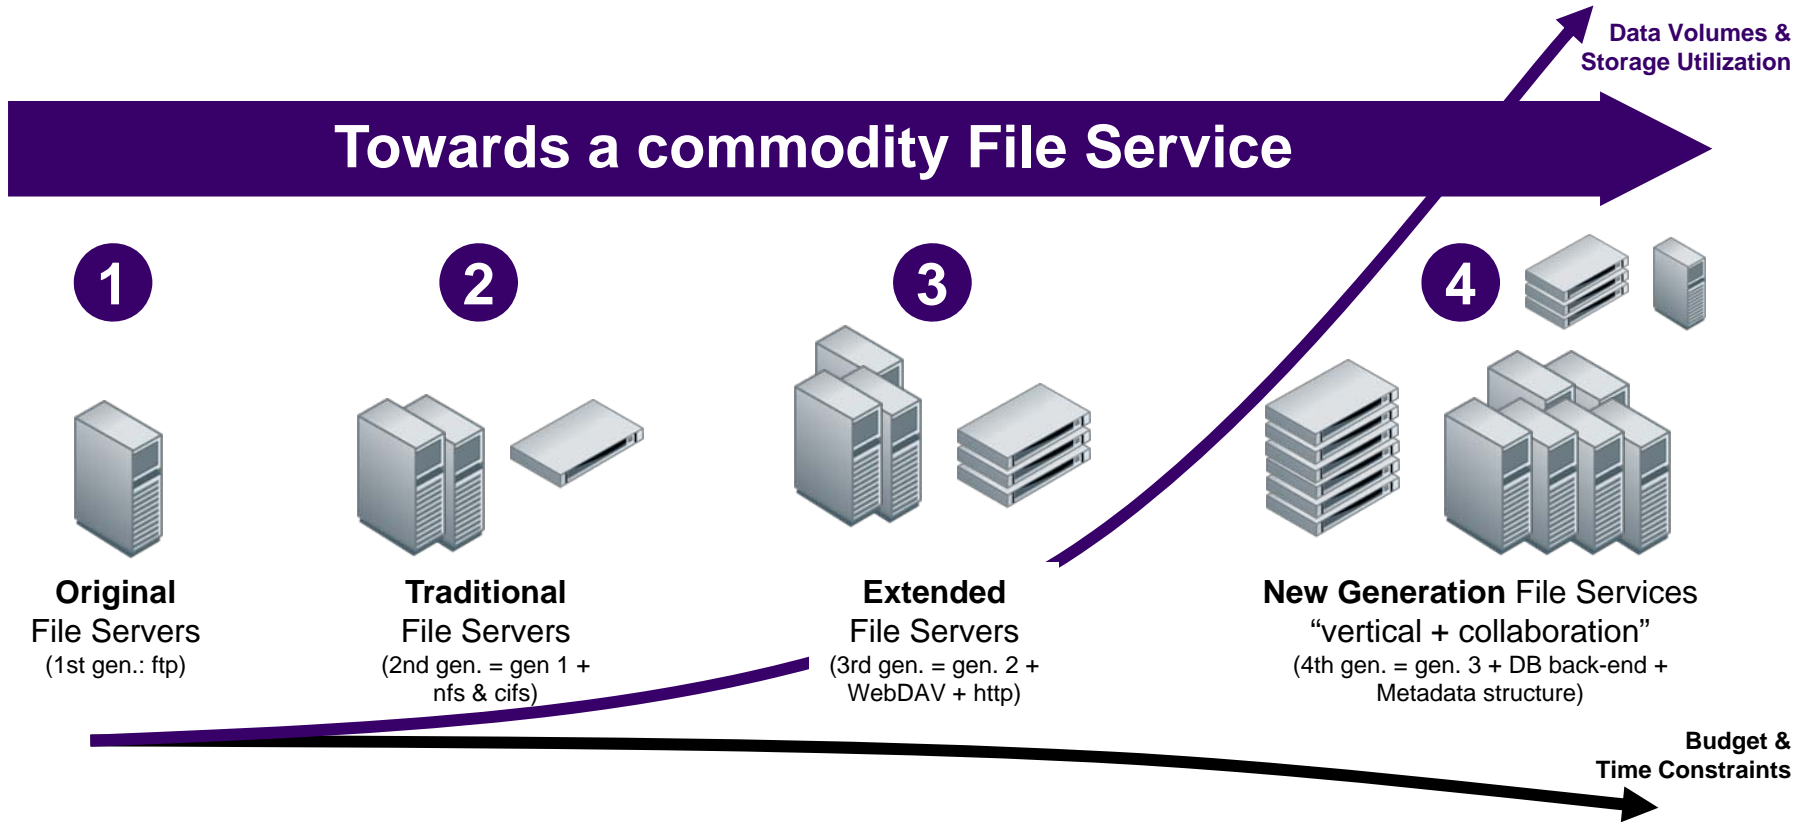 Data Volumes &
Storage Utilization
Towards a commodity File Service
1
2
3
4
Original
File Servers
(1st gen.: ftp)
Traditional
File Servers
(2nd gen. = gen 1 +
nfs & cifs)
Extended
File Servers
(3rd gen. = gen. 2 +
WebDAV + http)
New Generation File Services
“vertical + collaboration”
(4th gen. = gen. 3 + DB back-end +
Metadata structure)
Budget &
Time Constraints